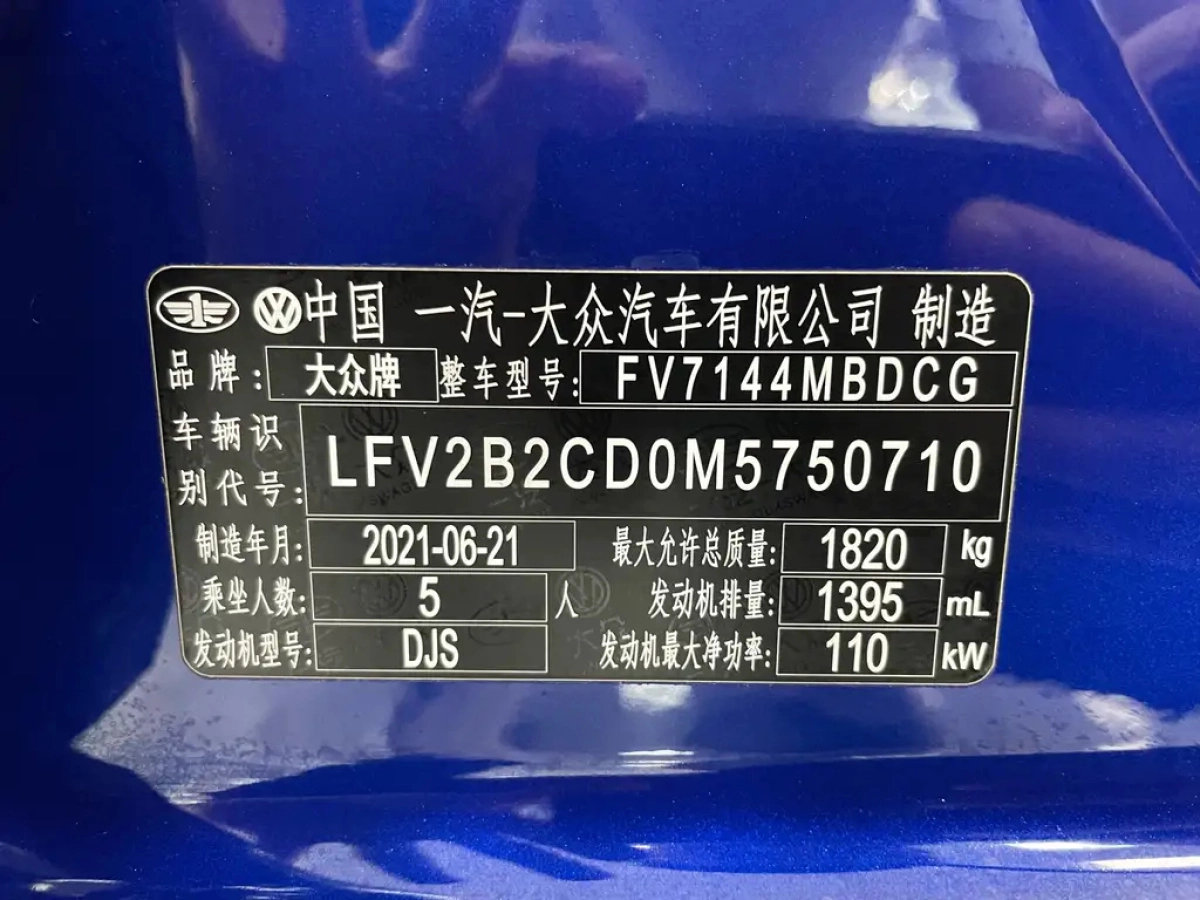 中国 一汽-大众汽车有限公司 制造
品牌: 大众牌 整车型号: FV7144MBDCG
车辆识别代号: LFV2B2CD0M5750710
制造年月: 2021-06-21 最大允许总质量: 1820 kg
乘坐人数: 5 人 发动机排量: 1395 mL
发动机型号: DJS 发动机最大净功率: 110 kW